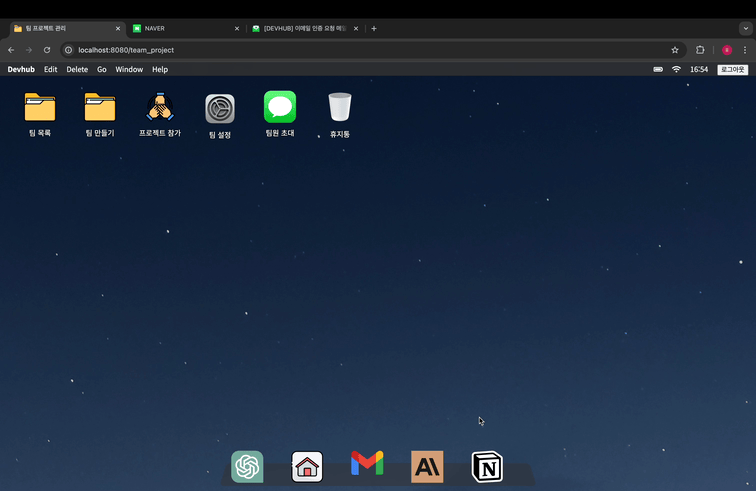 팀 프로젝트 관리
NAVER
[DEVHUB] 이메일 인증 요청 메일
localhost:8080/team_project
Devhub Edit Delete Go Window Help 16:54 로그아웃
팀 목록 팀 만들기 프로젝트 참가 팀 설정 팀원 초대 휴지통